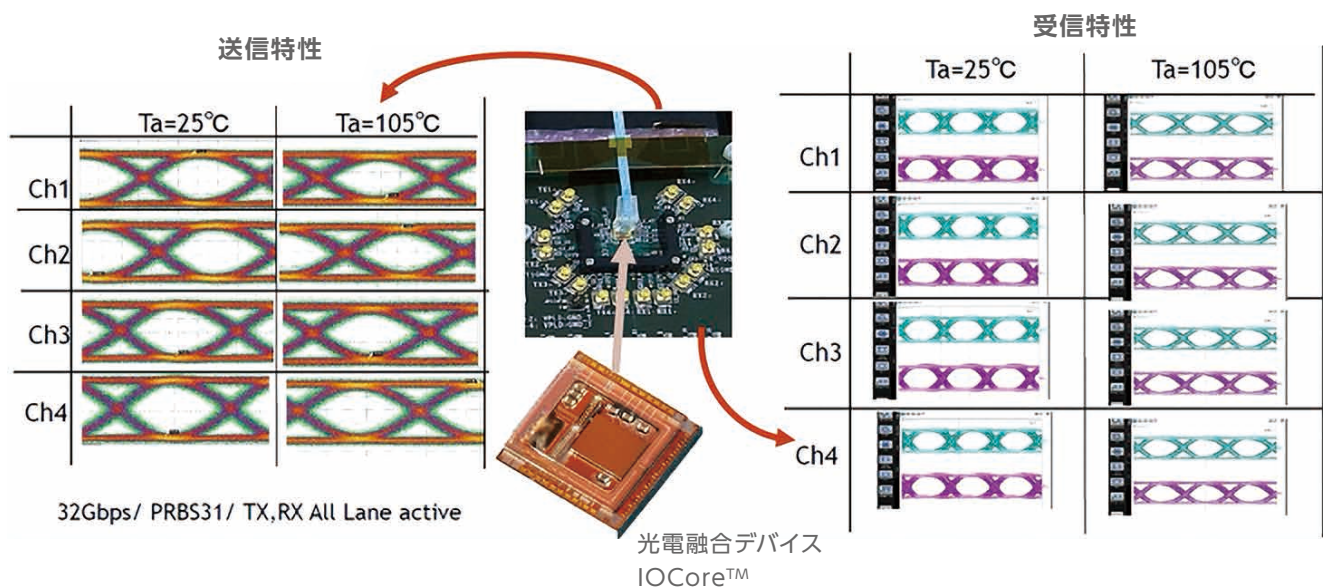 送信特性
Ta=25℃ Ta=105℃
Ch1
Ch2
Ch3
Ch4
32Gbps/ PRBS31/ TX,RX All Lane active
光電融合デバイス
IOCore™
受信特性
Ta=25℃ Ta=105℃
Ch1
Ch2
Ch3
Ch4